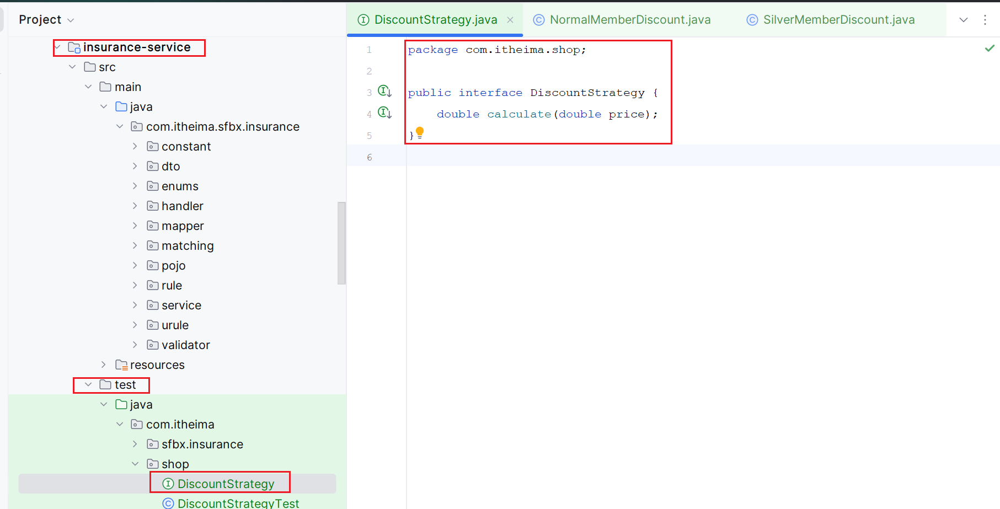 Project
insurance-service
src
main
java
com.itheima.sfbx.insurance
constant
dto
enums
handler
mapper
matching
pojo
rule
service
urule
validator
resources
test
java
com.itheima
sfbx.insurance
shop
DiscountStrategy
DiscountStrategyTest
DiscountStrategy.java
NormalMemberDiscount.java
SilverMemberDiscount.java
1 package com.itheima.shop;
2
3 public interface DiscountStrategy {
4 double calculate(double price);
5 }
6